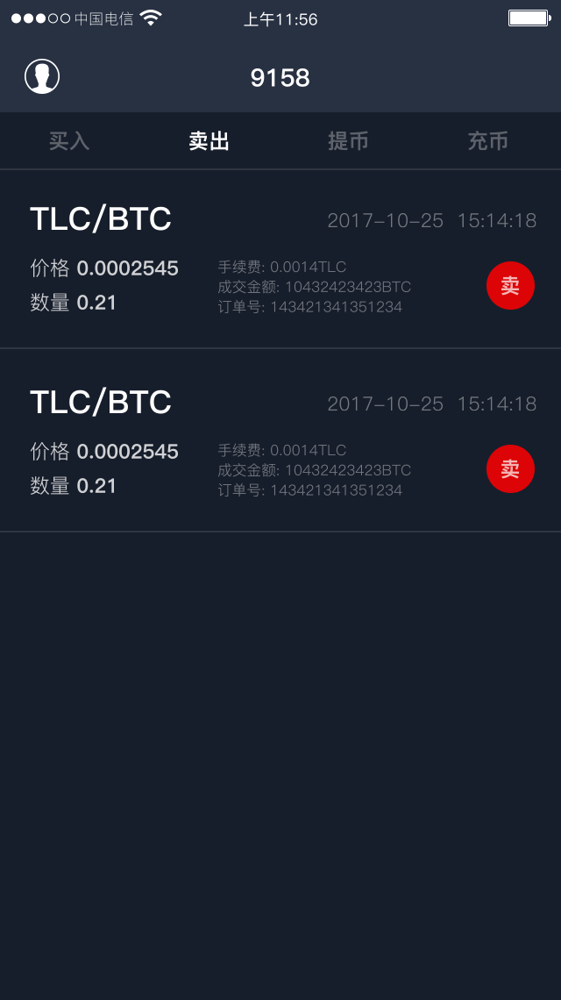 中国电信 上午11:56
9158
买入 卖出 提币 充币
TLC/BTC 2017-10-25 15:14:18
价格 0.0002545
数量 0.21
手续费: 0.0014TLC
成交金额: 10432423423BTC
订单号: 143421341351234
卖
TLC/BTC 2017-10-25 15:14:18
价格 0.0002545
数量 0.21
手续费: 0.0014TLC
成交金额: 10432423423BTC
订单号: 143421341351234
卖